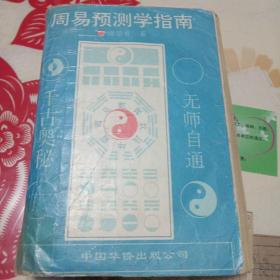 周易预测学指南
千古奥秘
无师自通
中国华侨出版公司